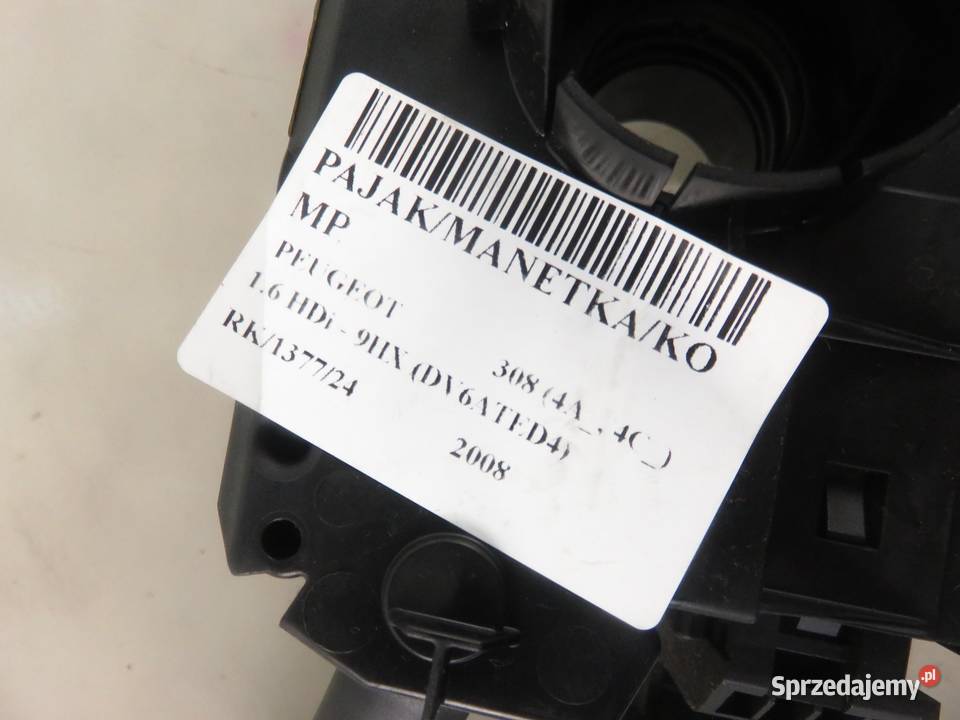 PAJAK/MANETKA/KO
MP
PEUGEOT 308 (4A_, 4C_)
1.6 HDi - 9HX (DV6ATED4)
RK/1377/24 2008
Sprzedajemy.pl